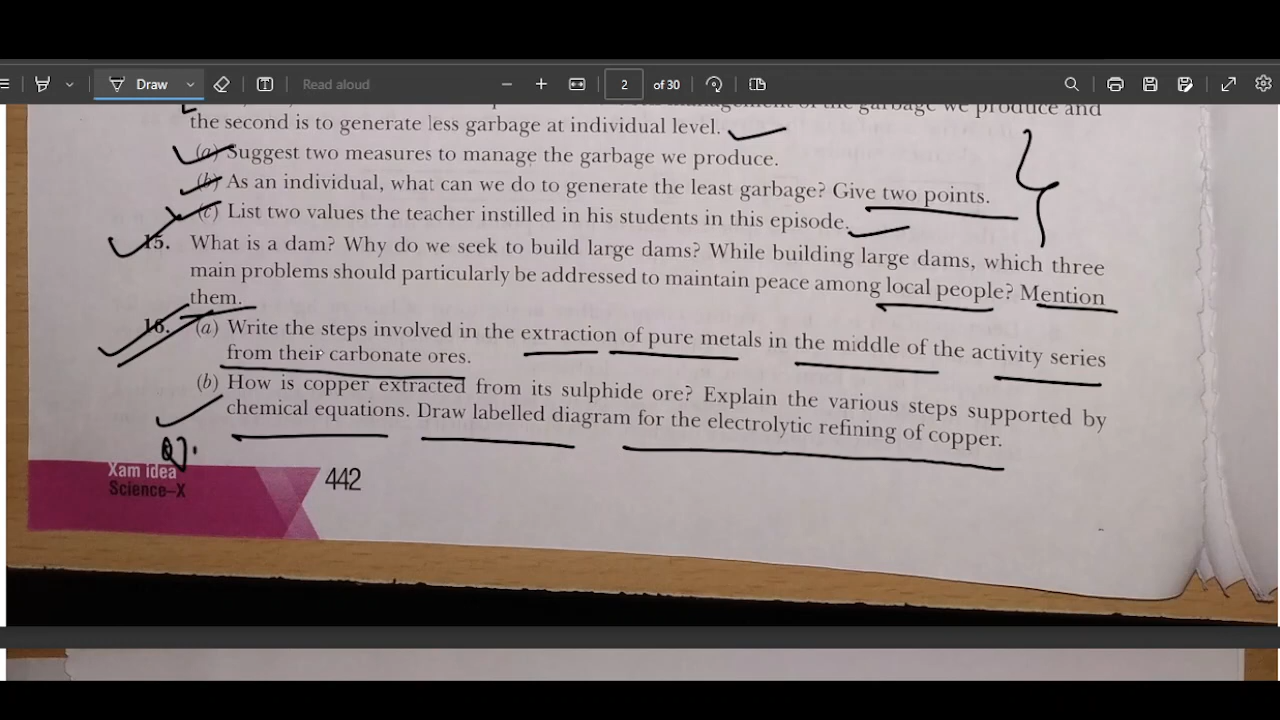 Draw
Read aloud
2
of 30
management of the garbage we produce and
the second is to generate less garbage at individual level.
(a) Suggest two measures to manage the garbage we produce.
(b) As an individual, what can we do to generate the least garbage? Give two points.
(c) List two values the teacher instilled in his students in this episode.
15. What is a dam? Why do we seek to build large dams? While building large dams, which three
main problems should particularly be addressed to maintain peace among local people? Mention
them.
16. (a) Write the steps involved in the extraction of pure metals in the middle of the activity series
from their carbonate ores.
(b) How is copper extracted from its sulphide ore? Explain the various steps supported by
chemical equations. Draw labelled diagram for the electrolytic refining of copper.
Xam idea
Science–X
442